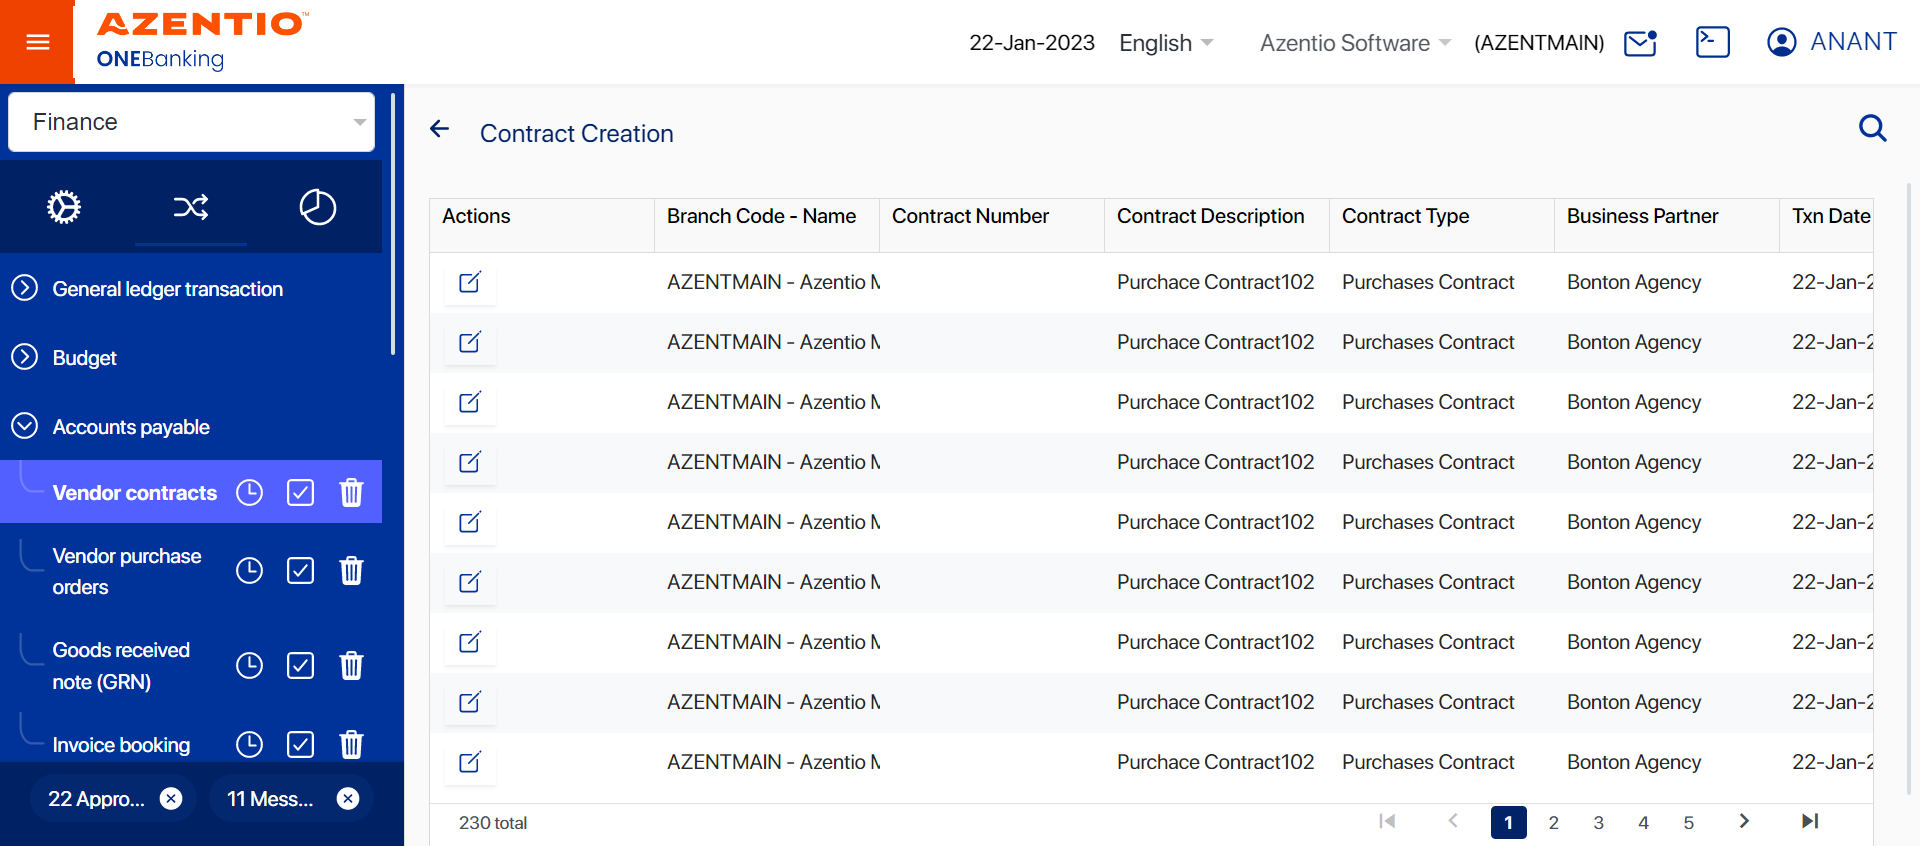 AZENTIO™
ONEBanking
22-Jan-2023 English Azentio Software (AZENTMAIN) ANANT
Finance
General ledger transaction
Budget
Accounts payable
Vendor contracts
Vendor purchase
orders
Goods received
note (GRN)
Invoice booking
22 Appro...
11 Mess...
Contract Creation
Actions Branch Code - Name Contract Number Contract Description Contract Type Business Partner Txn Date
AZENTMAIN - Azentio M Purchace Contract102 Purchases Contract Bonton Agency 22-Jan-2
AZENTMAIN - Azentio M Purchace Contract102 Purchases Contract Bonton Agency 22-Jan-2
AZENTMAIN - Azentio M Purchace Contract102 Purchases Contract Bonton Agency 22-Jan-2
AZENTMAIN - Azentio M Purchace Contract102 Purchases Contract Bonton Agency 22-Jan-2
AZENTMAIN - Azentio M Purchace Contract102 Purchases Contract Bonton Agency 22-Jan-2
AZENTMAIN - Azentio M Purchace Contract102 Purchases Contract Bonton Agency 22-Jan-2
AZENTMAIN - Azentio M Purchace Contract102 Purchases Contract Bonton Agency 22-Jan-2
AZENTMAIN - Azentio M Purchace Contract102 Purchases Contract Bonton Agency 22-Jan-2
AZENTMAIN - Azentio M Purchace Contract102 Purchases Contract Bonton Agency 22-Jan-2
230 total 1 2 3 4 5